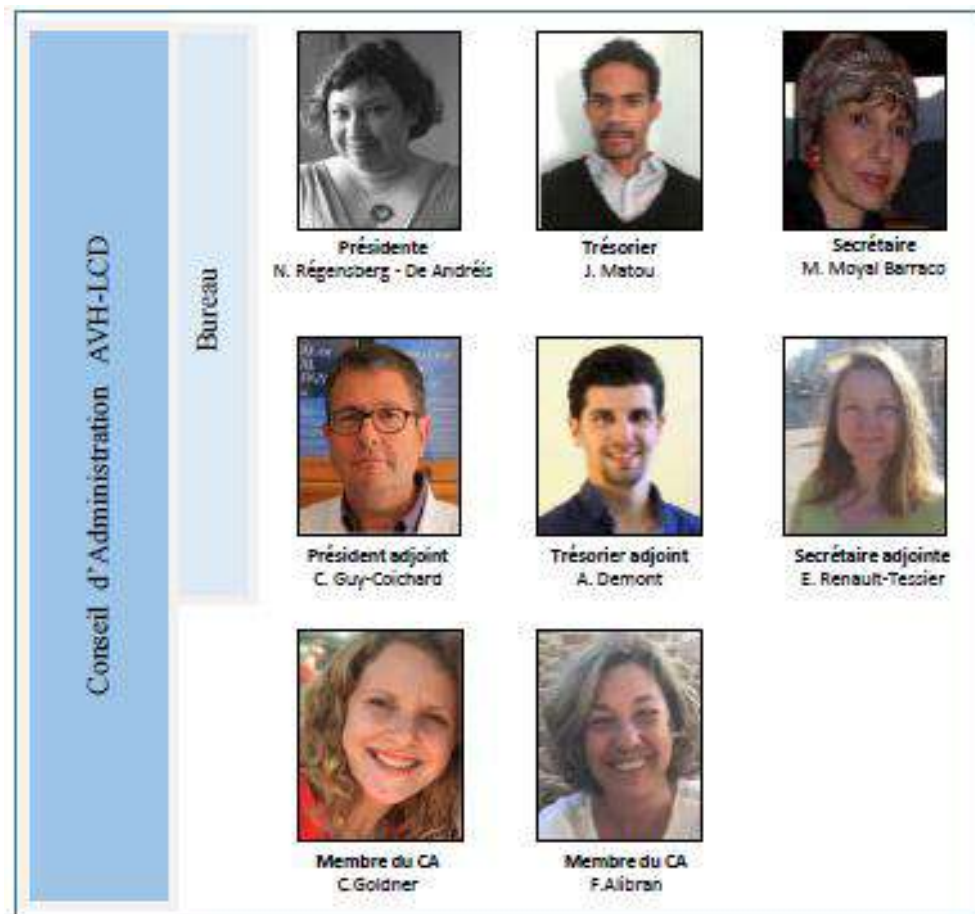 Conseil d'Administration AVH-LCD
Bureau
Présidente
N. Régensberg - De Andréis
Trésorier
J. Matou
Secrétaire
M. Moyal Barraco
Président adjoint
C. Guy-Coichard
Trésorier adjoint
A. Demont
Secrétaire adjointe
E. Renault-Tessier
Membre du CA
C.Goldner
Membre du CA
F.Alibran